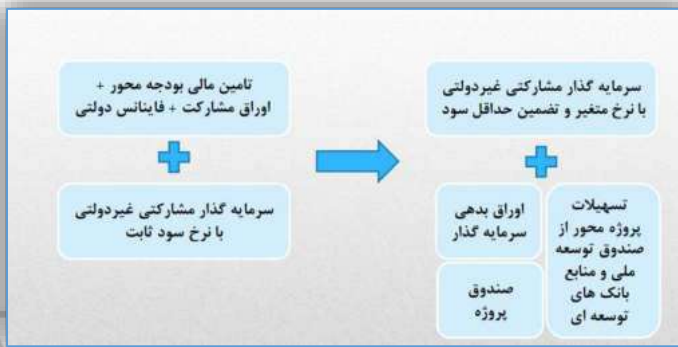 سرمایه گذار مشارکتی غیردولتی
با نرخ متغیر و تضمین حداقل سود
تسهیلات
پروژه محور از
صندوق توسعه
ملی و منابع
بانک های
توسعه ای
اوراق بدهی
سرمایه گذار
صندوق
پروژه
تامین مالی بودجه محور +
اوراق مشارکت + فاینانس دولتی
سرمایه گذار مشارکتی غیردولتی
با نرخ سود ثابت